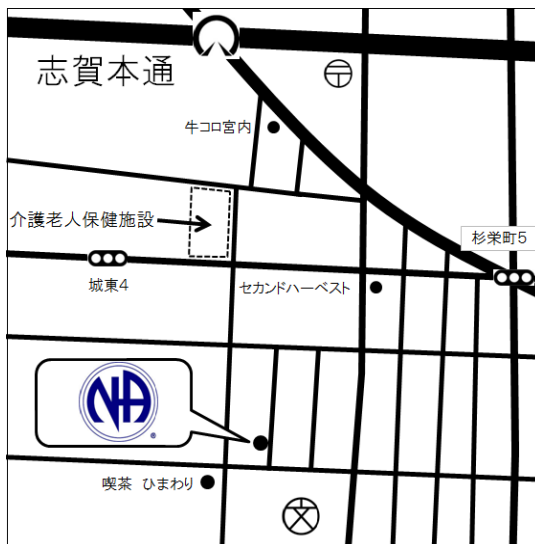 志賀本通
牛コロ宮内
介護老人保健施設
杉栄町5
城東4
セカンドハーベスト
NA
®
喫茶 ひまわり